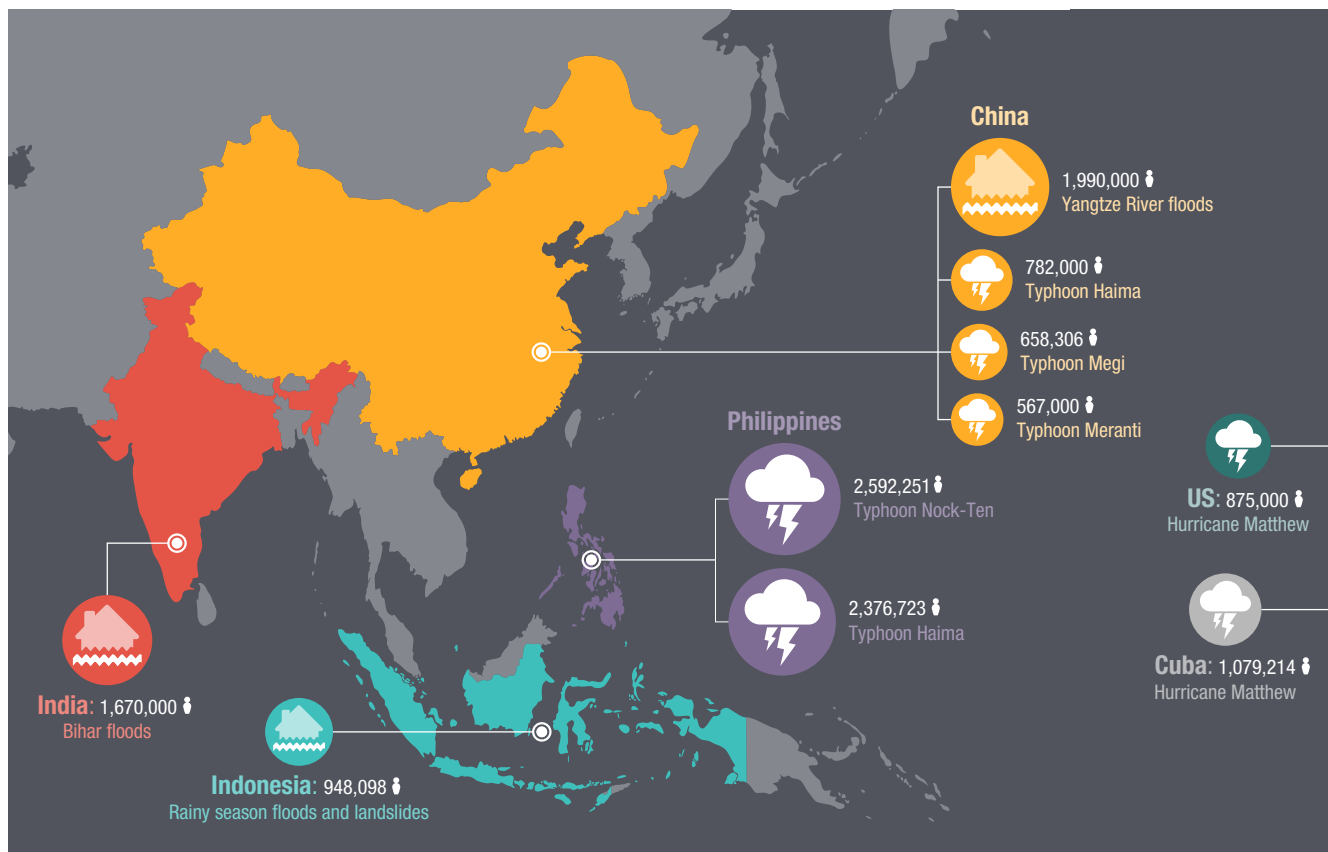 China
1,990,000
Yangtze River floods
782,000
Typhoon Haima
658,306
Typhoon Megi
567,000
Typhoon Meranti
Philippines
2,592,251
Typhoon Nock-Ten
2,376,723
Typhoon Haima
US: 875,000
Hurricane Matthew
Cuba: 1,079,214
Hurricane Matthew
India: 1,670,000
Bihar floods
Indonesia: 948,098
Rainy season floods and landslides